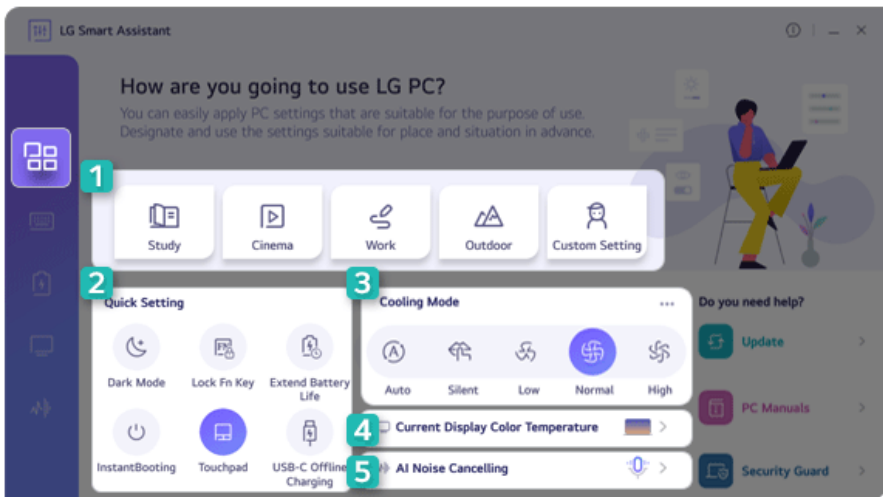 LG Smart Assistant
How are you going to use LG PC?
You can easily apply PC settings that are suitable for the purpose of use.
Designate and use the settings suitable for place and situation in advance.
1
Study
Cinema
Work
Outdoor
Custom Setting
2
Quick Setting
Dark Mode
Lock Fn Key
Extend Battery
Life
InstantBooting
Touchpad
USB-C Offline
Charging
3
Cooling Mode
Auto
Silent
Low
Normal
High
4
Current Display Color Temperature
5
AI Noise Cancelling
Do you need help?
Update
PC Manuals
Security Guard